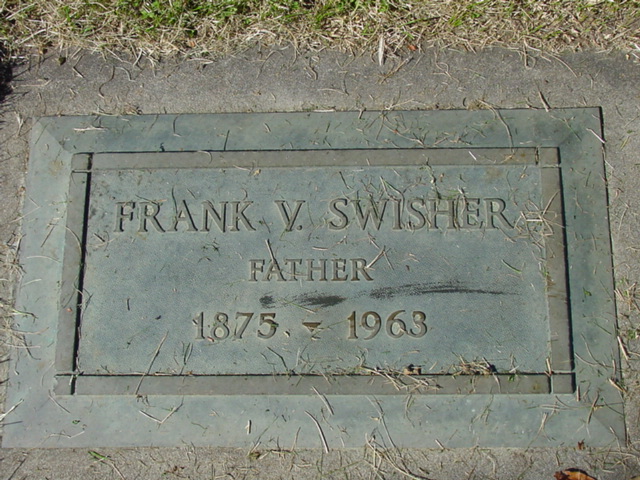 FRANK V. SWISHER
FATHER
1875 - 1963